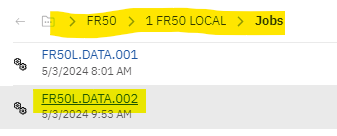 FR50 > 1 FR50 LOCAL > Jobs
FR50L.DATA.001
5/3/2024 8:01 AM
FR50L.DATA.002
5/3/2024 9:53 AM